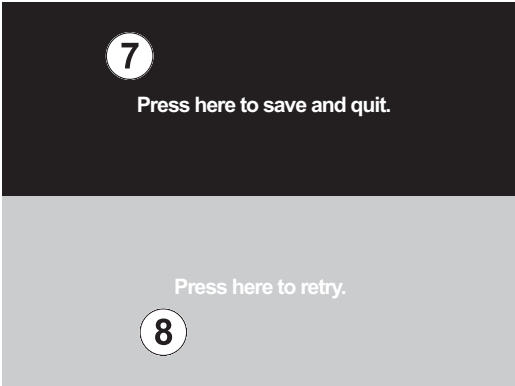 7
Press here to save and quit.
Press here to retry.
8